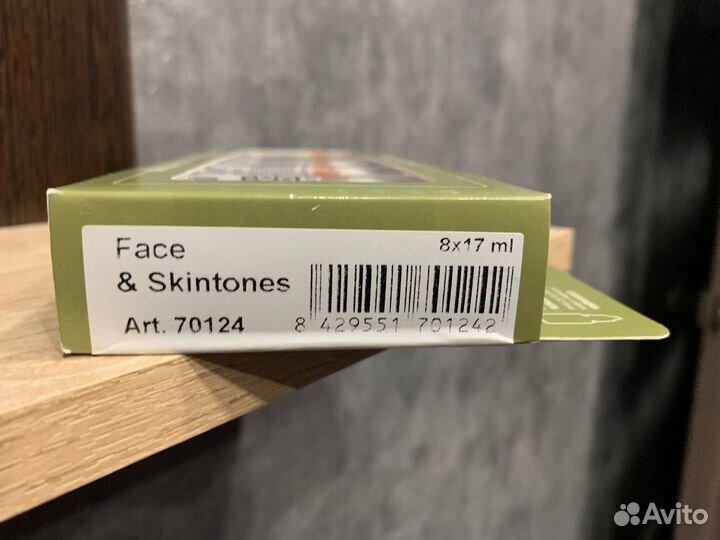 Face
& Skintones
8x17 ml
Art. 70124
8 429551 701242
Avito